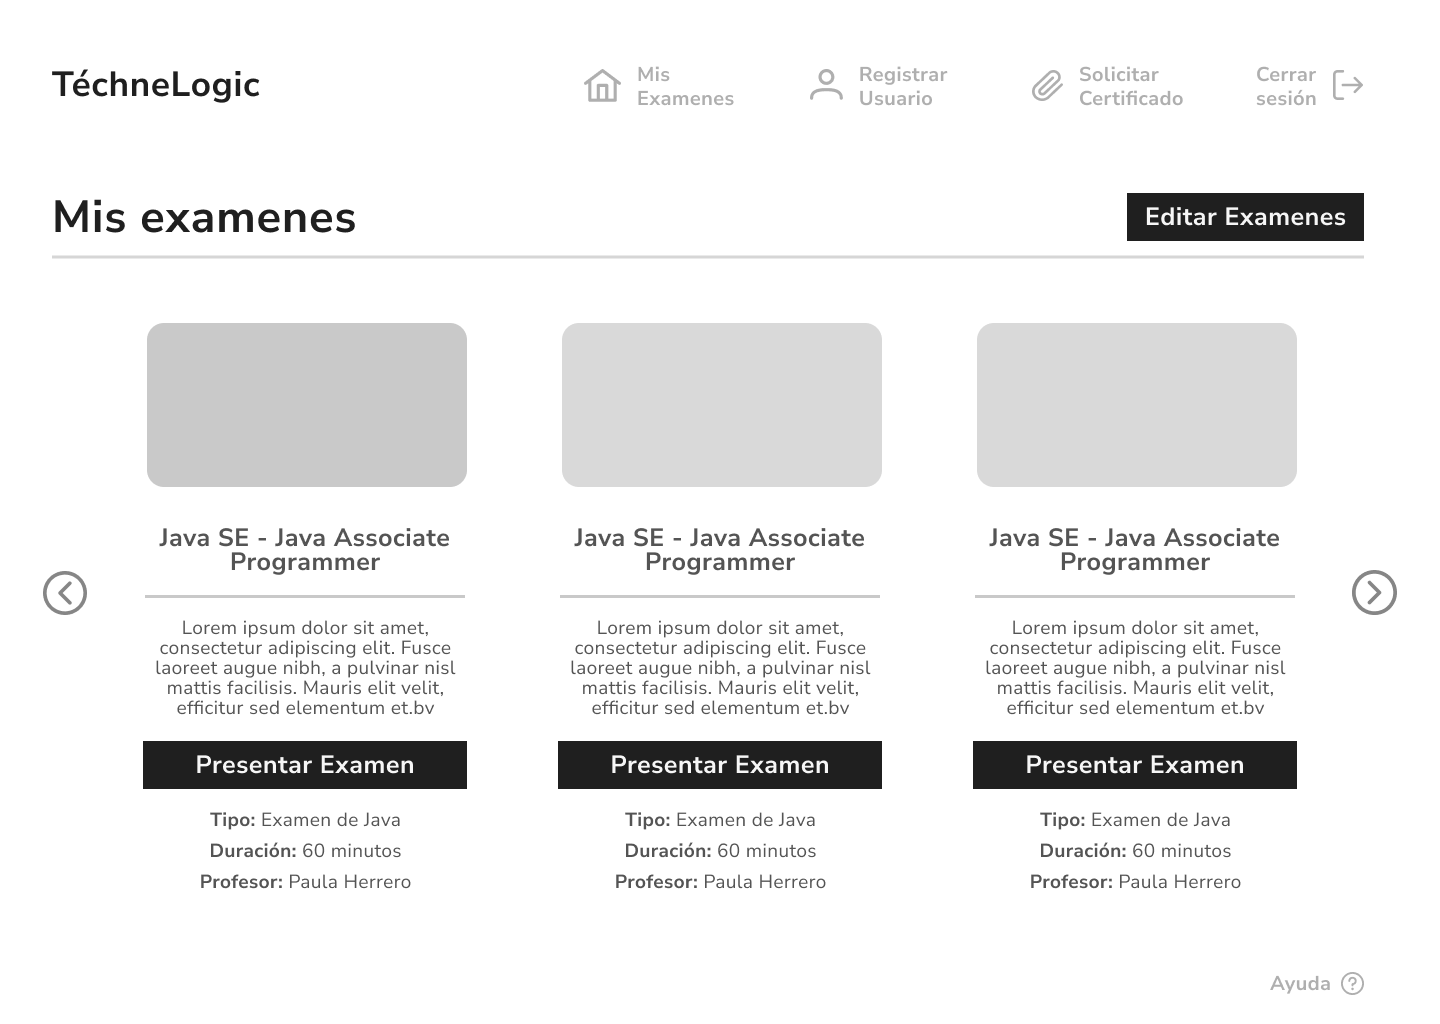 TéchneLogic
Mis
Examenes
Registrar
Usuario
Solicitar
Certificado
Cerrar
sesión
Mis examenes
Editar Examenes
Java SE - Java Associate
Programmer
Lorem ipsum dolor sit amet,
consectetur adipiscing elit. Fusce
laoreet augue nibh, a pulvinar nisl
mattis facilisis. Mauris elit velit,
efficitur sed elementum et.bv
Presentar Examen
Tipo: Examen de Java
Duración: 60 minutos
Profesor: Paula Herrero
Java SE - Java Associate
Programmer
Lorem ipsum dolor sit amet,
consectetur adipiscing elit. Fusce
laoreet augue nibh, a pulvinar nisl
mattis facilisis. Mauris elit velit,
efficitur sed elementum et.bv
Presentar Examen
Tipo: Examen de Java
Duración: 60 minutos
Profesor: Paula Herrero
Java SE - Java Associate
Programmer
Lorem ipsum dolor sit amet,
consectetur adipiscing elit. Fusce
laoreet augue nibh, a pulvinar nisl
mattis facilisis. Mauris elit velit,
efficitur sed elementum et.bv
Presentar Examen
Tipo: Examen de Java
Duración: 60 minutos
Profesor: Paula Herrero
Ayuda ?